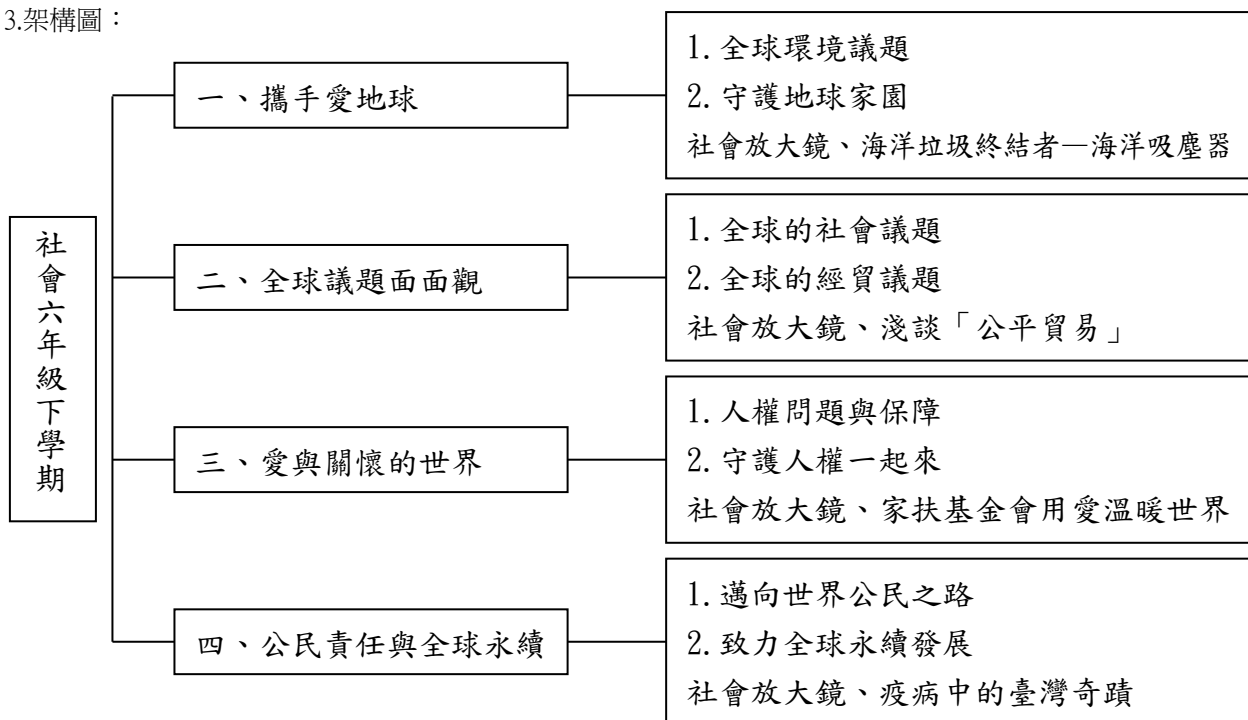 3.架構圖：
社會六年級下學期
一、攜手愛地球
1.全球環境議題
2.守護地球家園
社會放大鏡、海洋垃圾終結者—海洋吸塵器
二、全球議題面面觀
1.全球的社會議題
2.全球的經貿議題
社會放大鏡、淺談「公平貿易」
三、愛與關懷的世界
1.人權問題與保障
2.守護人權一起來
社會放大鏡、家扶基金會用愛溫暖世界
四、公民責任與全球永續
1.邁向世界公民之路
2.致力全球永續發展
社會放大鏡、疫病中的臺灣奇蹟